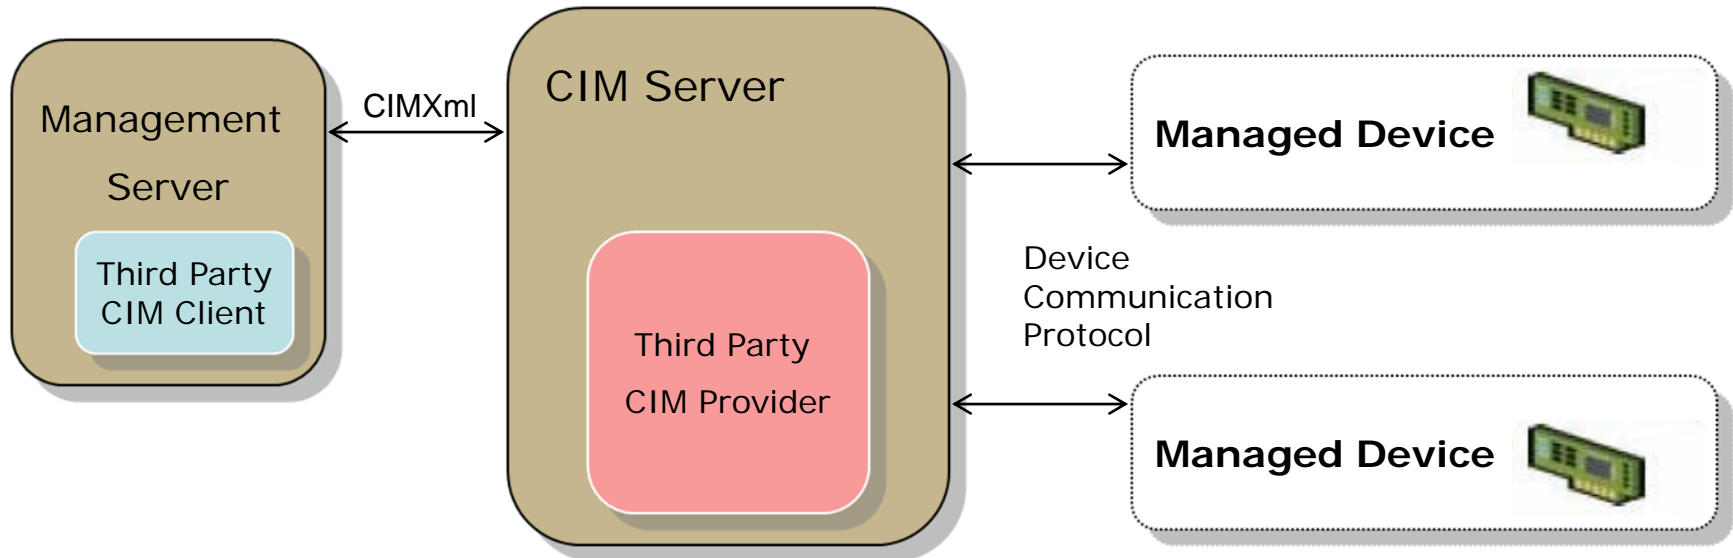 Management
Server
Third Party
CIM Client
CIMXml
CIM Server
Third Party
CIM Provider
Device
Communication
Protocol
Managed Device
Managed Device